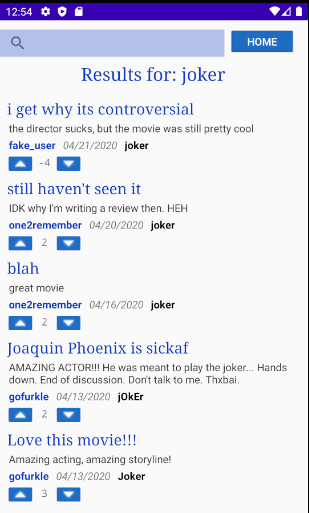 12:54
HOME
Results for: joker
i get why its controversial
the director sucks, but the movie was still pretty cool
fake_user 04/21/2020 joker
-4
still haven't seen it
IDK why I'm writing a review then. HEH
one2remember 04/20/2020 joker
2
blah
great movie
one2remember 04/16/2020 joker
2
Joaquin Phoenix is sickaf
AMAZING ACTOR!!! He was meant to play the joker... Hands
down. End of discussion. Don't talk to me. Thxbai.
gofurkle 04/13/2020 jOkEr
2
Love this movie!!!
Amazing acting, amazing storyline!
gofurkle 04/13/2020 Joker
3